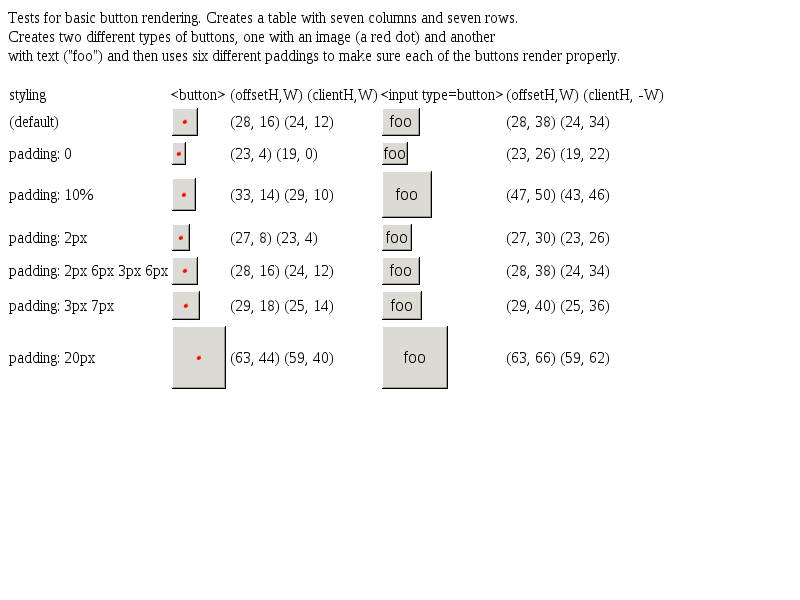 Tests for basic button rendering. Creates a table with seven columns and seven rows.
Creates two different types of buttons, one with an image (a red dot) and another
with text ("foo") and then uses six different paddings to make sure each of the buttons render properly.
styling <button> (offsetH,W) (clientH,W) <input type=button> (offsetH,W) (clientH, -W)
(default) (28, 16) (24, 12) foo (28, 38) (24, 34)
padding: 0 (23, 4) (19, 0) foo (23, 26) (19, 22)
padding: 10% (33, 14) (29, 10) foo (47, 50) (43, 46)
padding: 2px (27, 8) (23, 4) foo (27, 30) (23, 26)
padding: 2px 6px 3px 6px (28, 16) (24, 12) foo (28, 38) (24, 34)
padding: 3px 7px (29, 18) (25, 14) foo (29, 40) (25, 36)
padding: 20px (63, 44) (59, 40) foo (63, 66) (59, 62)